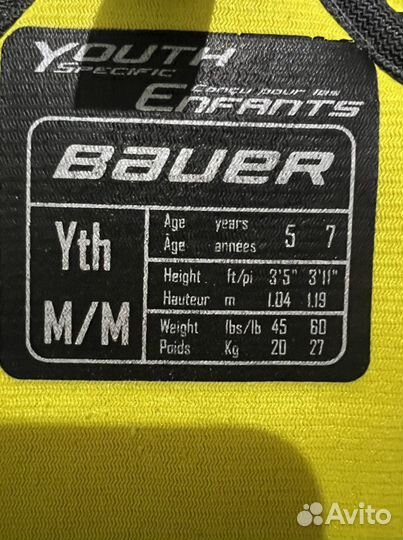 YOUTH
SPECIFIC
conçu pour les
ENFANTS
BAUER
Yth
M/M
Age years 5 7
Âge années
Height ft/pi 3'5" 3'11"
Hauteur m 1.04 1.19
Weight lbs/lb 45 60
Poids Kg 20 27
Avito